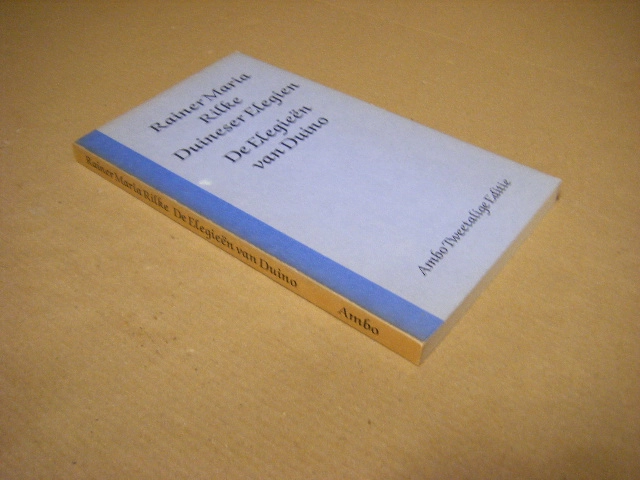 Rainer Maria
Rilke
Duineser Elegien
De Elegieën
van Duino
Ambo Tweetalige Editie
Rainer Maria Rilke De Elegieën van Duino Ambo